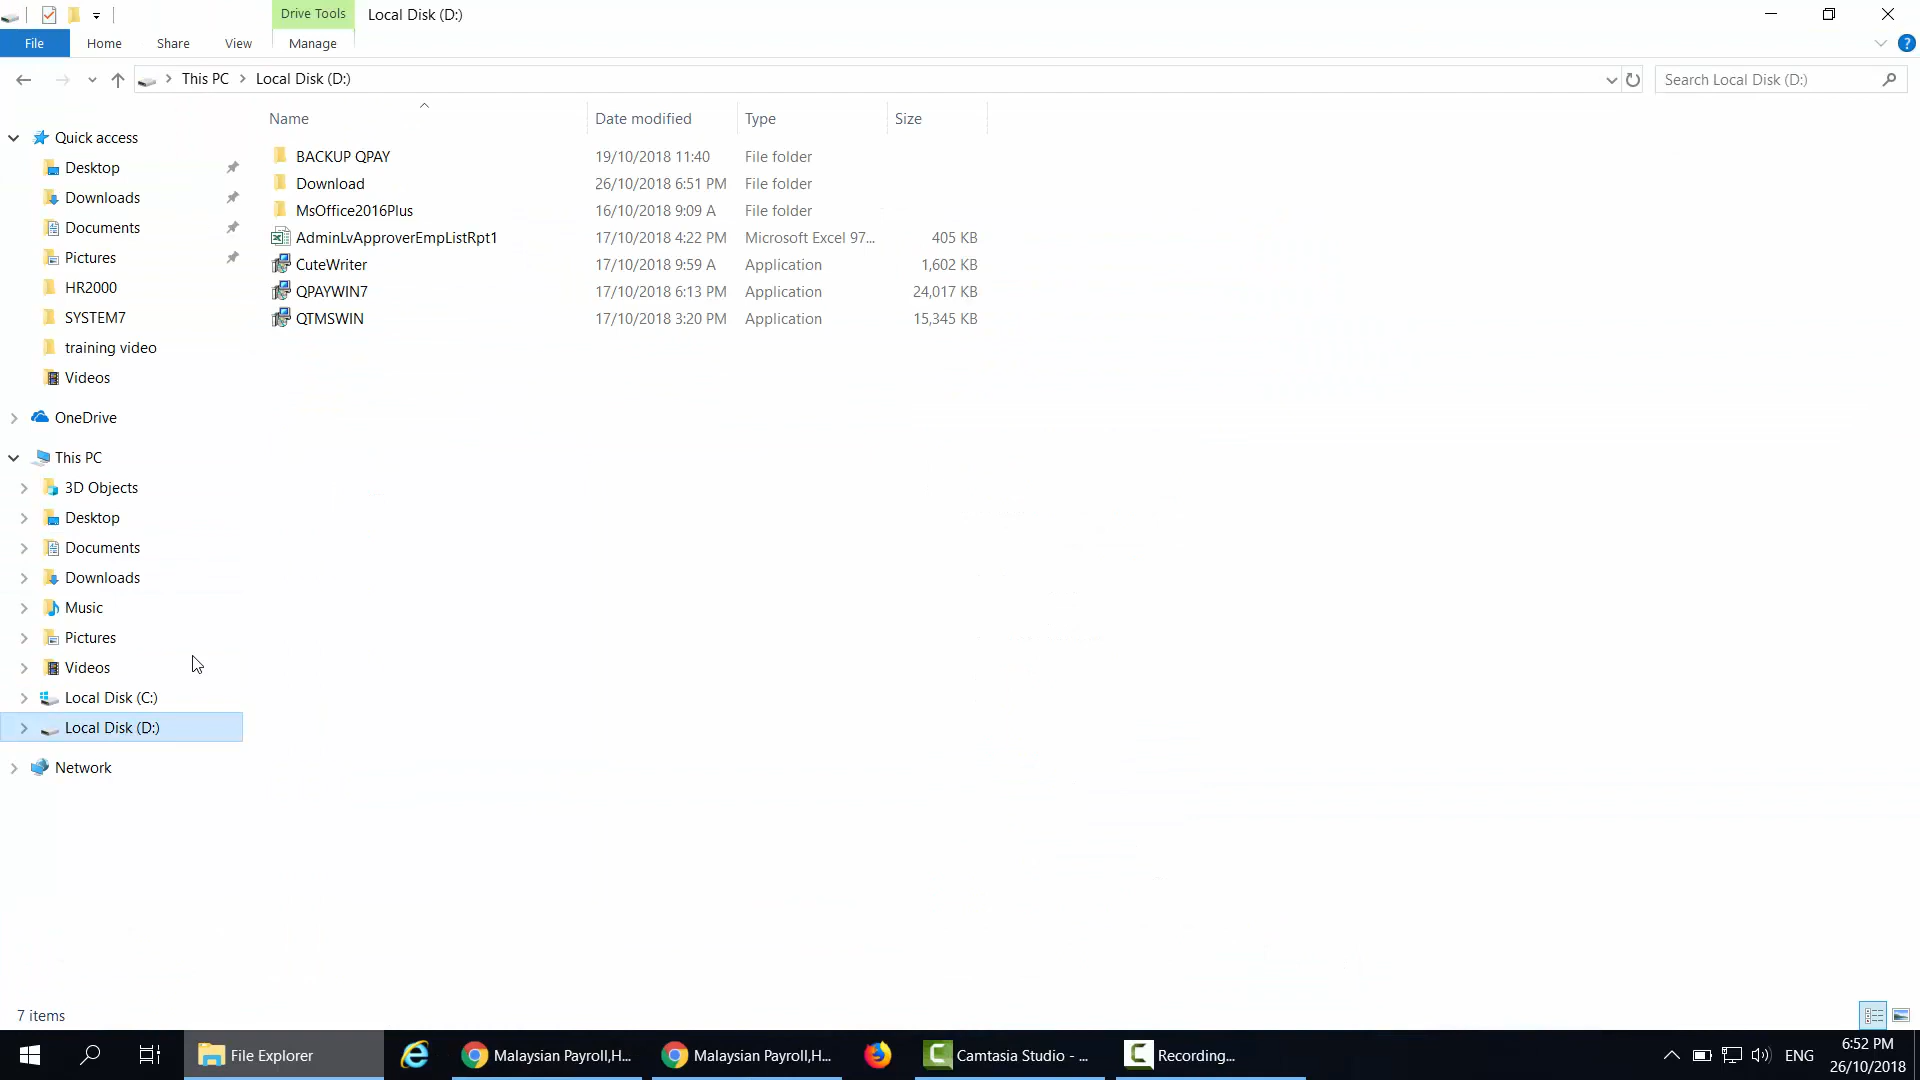 Drive Tools
Local Disk (D:)
File
Home
Share
View
Manage
This PC
Local Disk (D:)
Search Local Disk (D:)
Name
Date modified
Type
Size
Quick access
Desktop
Downloads
Documents
Pictures
HR2000
SYSTEM7
training video
Videos
OneDrive
This PC
3D Objects
Desktop
Documents
Downloads
Music
Pictures
Videos
Local Disk (C:)
Local Disk (D:)
Network
BACKUP QPAY 19/10/2018 11:40 File folder
Download 26/10/2018 6:51 PM File folder
MsOffice2016Plus 16/10/2018 9:09 A File folder
AdminLvApproverEmpListRpt1 17/10/2018 4:22 PM Microsoft Excel 97... 405 KB
CuteWriter 17/10/2018 9:59 A Application 1,602 KB
QPAYWIN7 17/10/2018 6:13 PM Application 24,017 KB
QTMSWIN 17/10/2018 3:20 PM Application 15,345 KB
7 items
File Explorer
Malaysian Payroll,H...
Malaysian Payroll,H...
Camtasia Studio - ...
Recording...
ENG
6:52 PM
26/10/2018